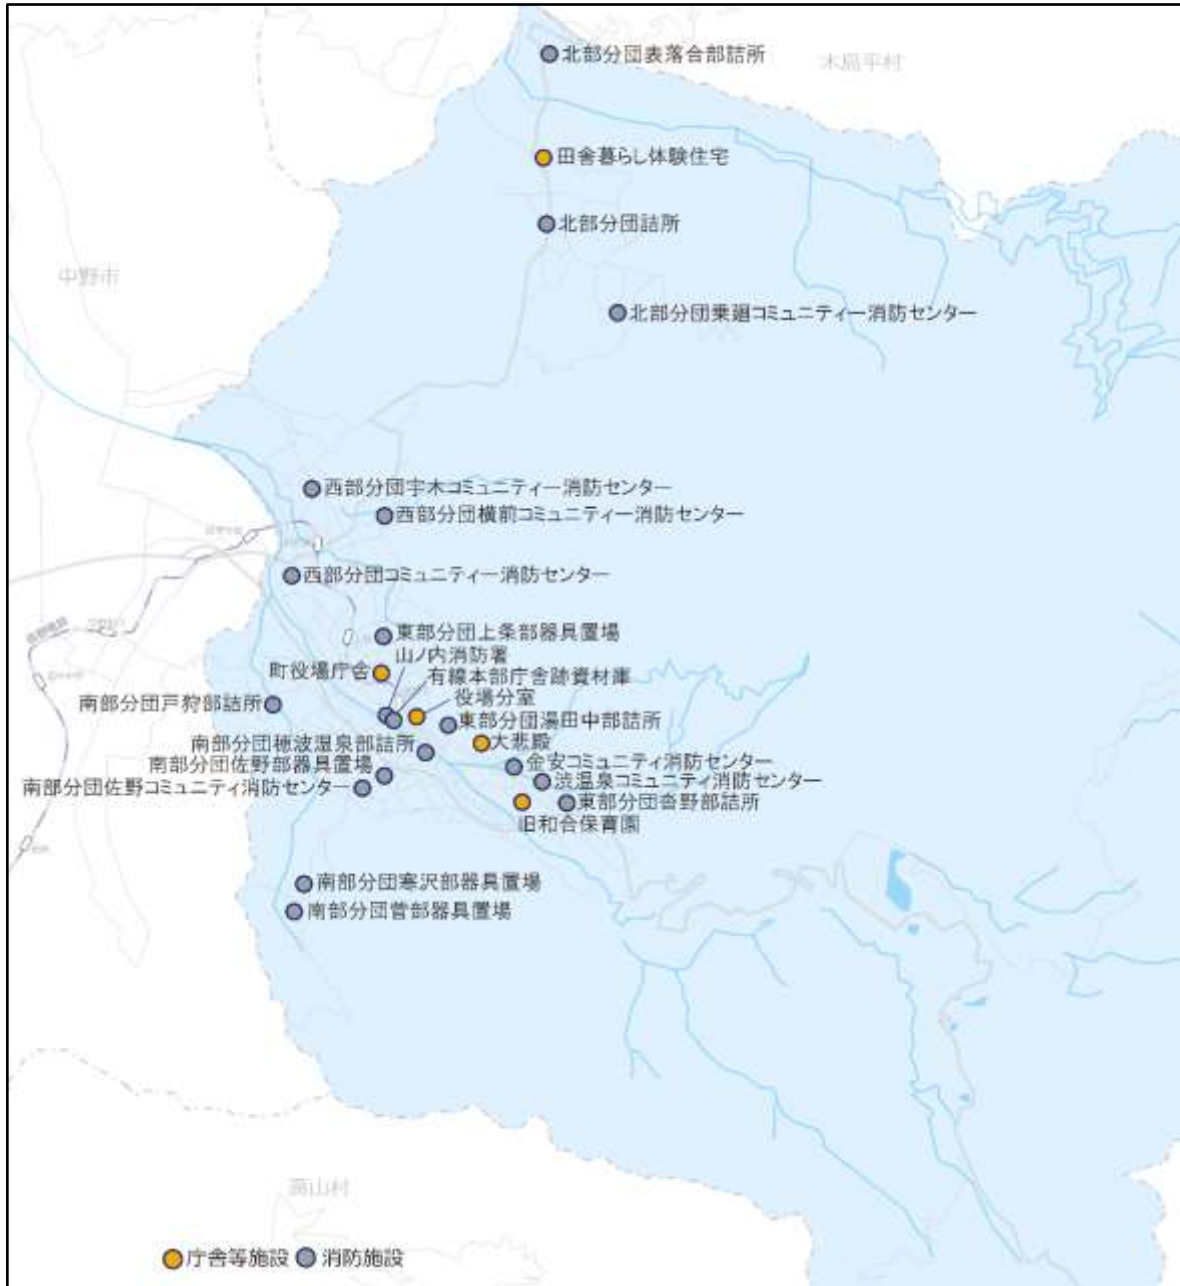 北部分団表落合部詰所
木島平村
田舎暮らし体験住宅
北部分団詰所
中野市
北部分団乗廻コミュニティー消防センター
西部分団宇木コミュニティー消防センター
西部分団横前コミュニティー消防センター
西部分団コミュニティー消防センター
東部分団上条部器具置場
山ノ内消防署
町役場庁舎
有線本部庁舎跡資材庫
役場分室
南部分団戸狩部詰所
東部分団湯田中部詰所
南部分団穂波温泉部詰所
大悲殿
南部分団佐野部器具置場
金安コミュニティ消防センター
南部分団佐野コミュニティ消防センター
渋温泉コミュニティ消防センター
東部分団沓野部詰所
旧和合保育園
南部分団寒沢部器具置場
南部分団菅部器具置場
高山村
庁舎等施設
消防施設